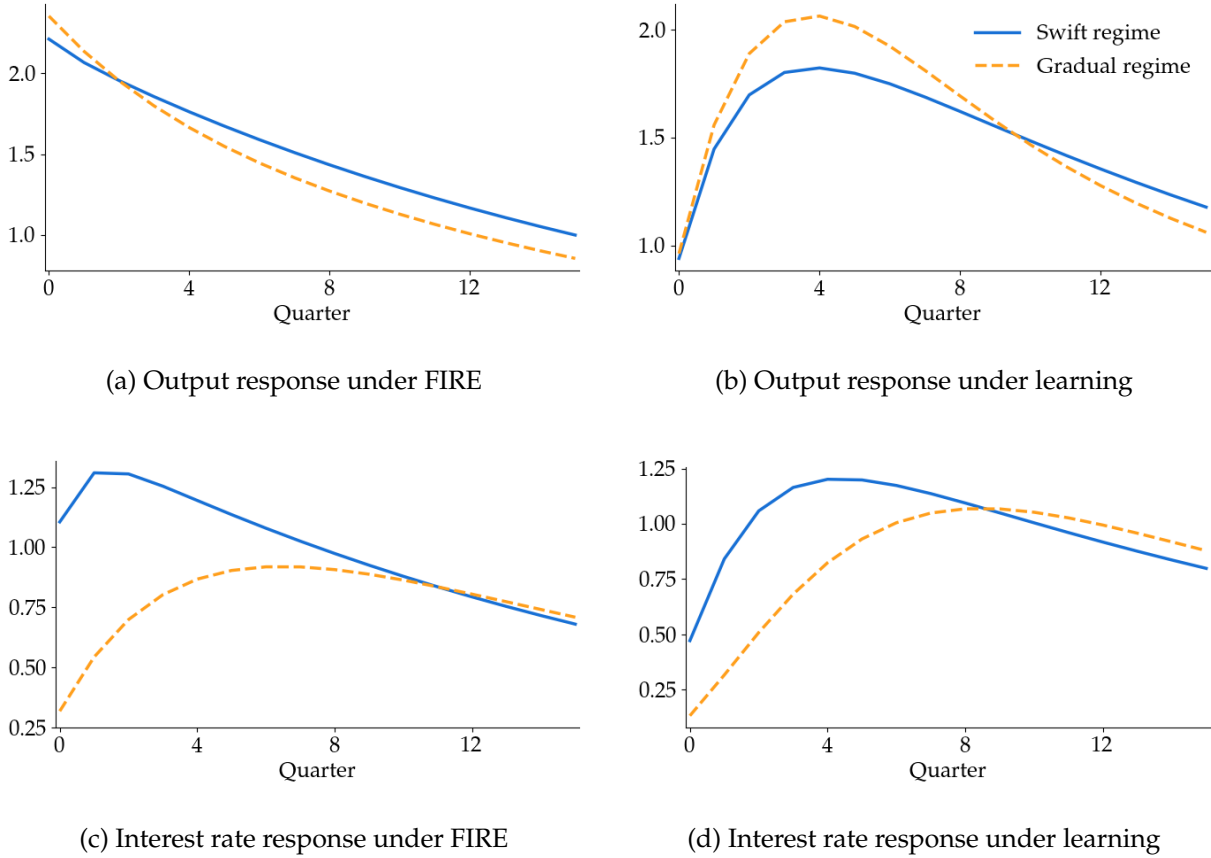 2.0
1.5
1.0
0 4 8 12
Quarter
(a) Output response under FIRE
2.0
1.5
1.0
Swift regime
Gradual regime
0 4 8 12
Quarter
(b) Output response under learning
1.25
1.00
0.75
0.50
0.25
0 4 8 12
Quarter
(c) Interest rate response under FIRE
1.25
1.00
0.75
0.50
0.25
0 4 8 12
Quarter
(d) Interest rate response under learning